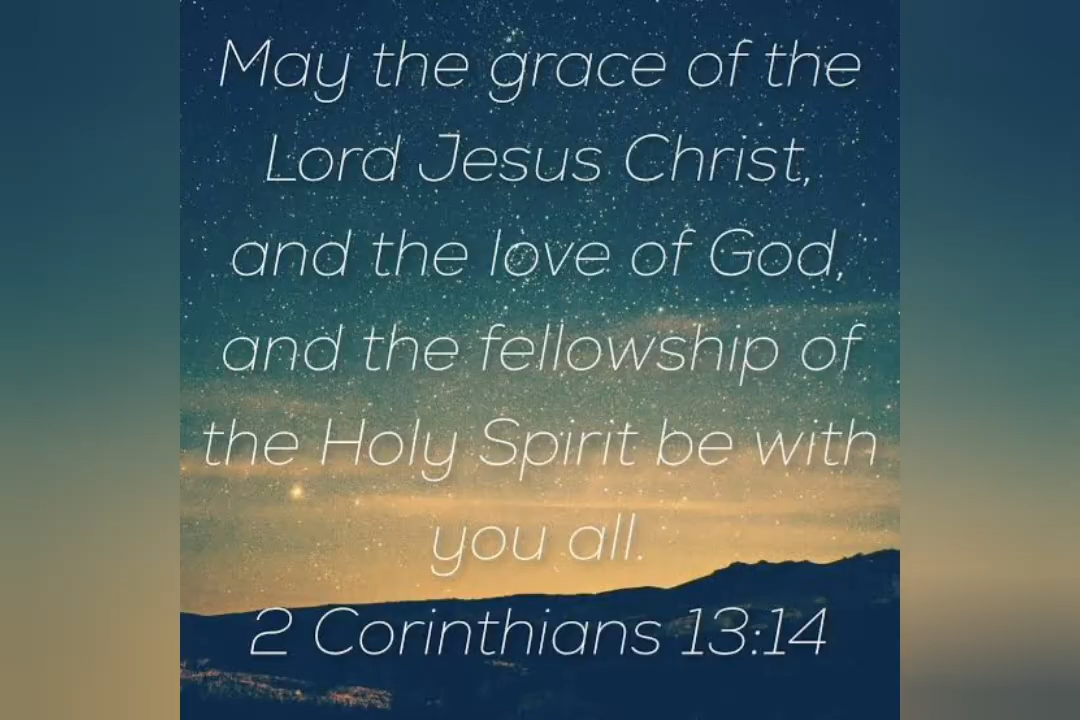 May the grace of the
Lord Jesus Christ,
and the love of God,
and the fellowship of
the Holy Spirit be with
you all.
2 Corinthians 13:14